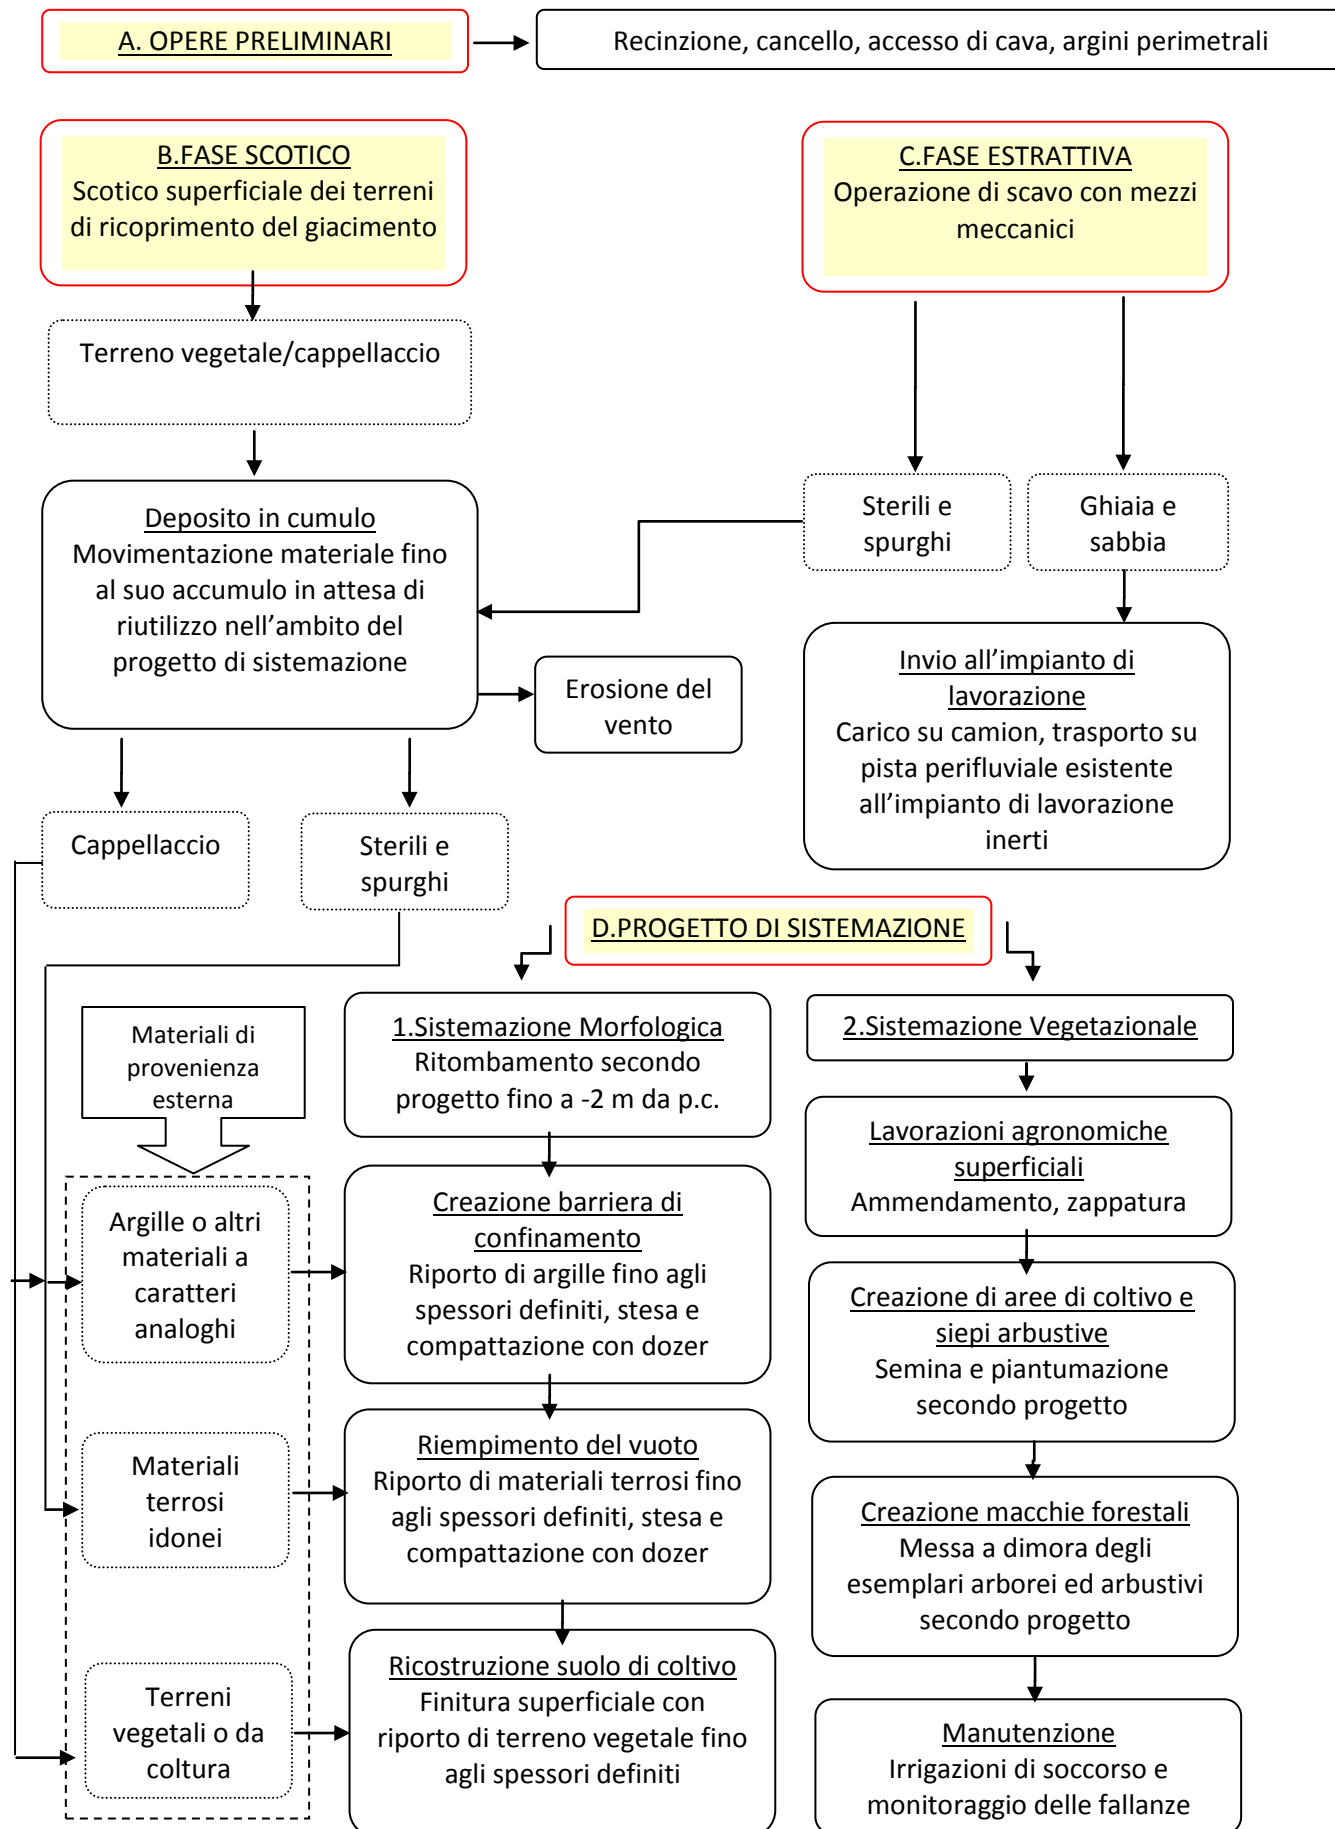 A. OPERE PRELIMINARI
Recinzione, cancello, accesso di cava, argini perimetrali
B.FASE SCOTICO
Scotico superficiale dei terreni
di ricoprimento del giacimento
C.FASE ESTRATTIVA
Operazione di scavo con mezzi
meccanici
Terreno vegetale/cappellaccio
Deposito in cumulo
Movimentazione materiale fino
al suo accumulo in attesa di
riutilizzo nell'ambito del
progetto di sistemazione
Sterili e
spurghi
Ghiaia e
sabbia
Erosione del
vento
Invio all'impianto di
lavorazione
Carico su camion, trasporto su
pista perifluviale esistente
all'impianto di lavorazione
inerti
Cappellaccio
Sterili e
spurghi
D.PROGETTO DI SISTEMAZIONE
Materiali di
provenienza
esterna
1.Sistemazione Morfologica
Ritombamento secondo
progetto fino a -2 m da p.c.
2.Sistemazione Vegetazionale
Lavorazioni agronomiche
superficiali
Ammendamento, zappatura
Argille o altri
materiali a
caratteri
analoghi
Creazione barriera di
confinamento
Riporto di argille fino agli
spessori definiti, stesa e
compattazione con dozer
Creazione di aree di coltivo e
siepi arbustive
Semina e piantumazione
secondo progetto
Materiali
terrosi
idonei
Riempimento del vuoto
Riporto di materiali terrosi fino
agli spessori definiti, stesa e
compattazione con dozer
Creazione macchie forestali
Messa a dimora degli
esemplari arborei ed arbustivi
secondo progetto
Terreni
vegetali o da
coltura
Ricostruzione suolo di coltivo
Finitura superficiale con
riporto di terreno vegetale fino
agli spessori definiti
Manutenzione
Irrigazioni di soccorso e
monitoraggio delle fallanze